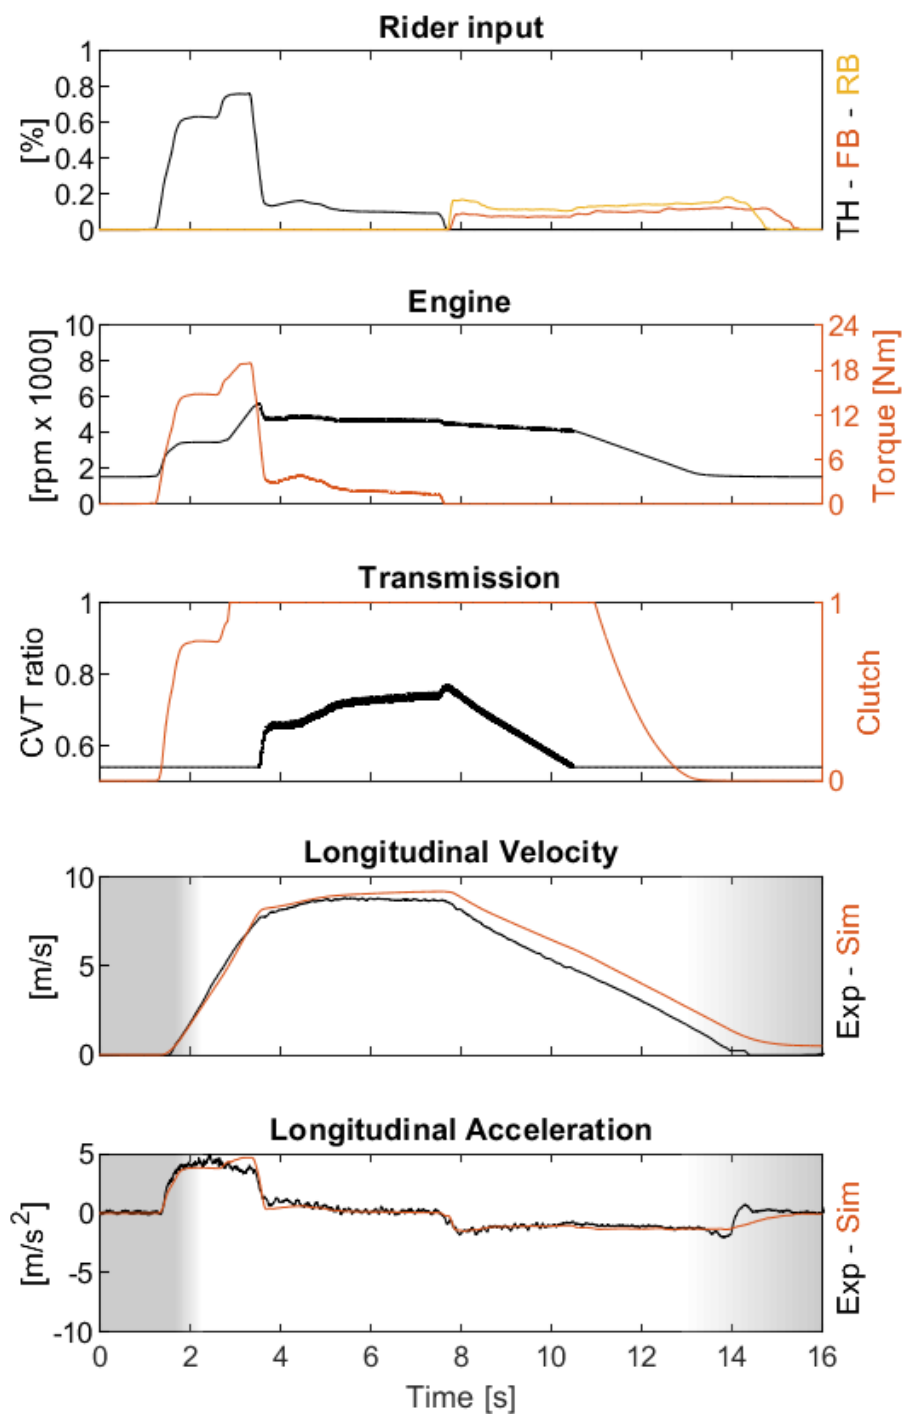 Rider input
1
0.8
0.6
0.4
0.2
0
[%]
TH - FB - RB
Engine
10
8
6
4
2
0
[rpm x 1000]
24
18
12
6
0
Torque [Nm]
Transmission
1
0.8
0.6
CVT ratio
1
0
Clutch
Longitudinal Velocity
10
5
0
[m/s]
Exp - Sim
Longitudinal Acceleration
5
0
-5
-10
[m/s²]
Exp - Sim
0 2 4 6 8 10 12 14 16
Time [s]